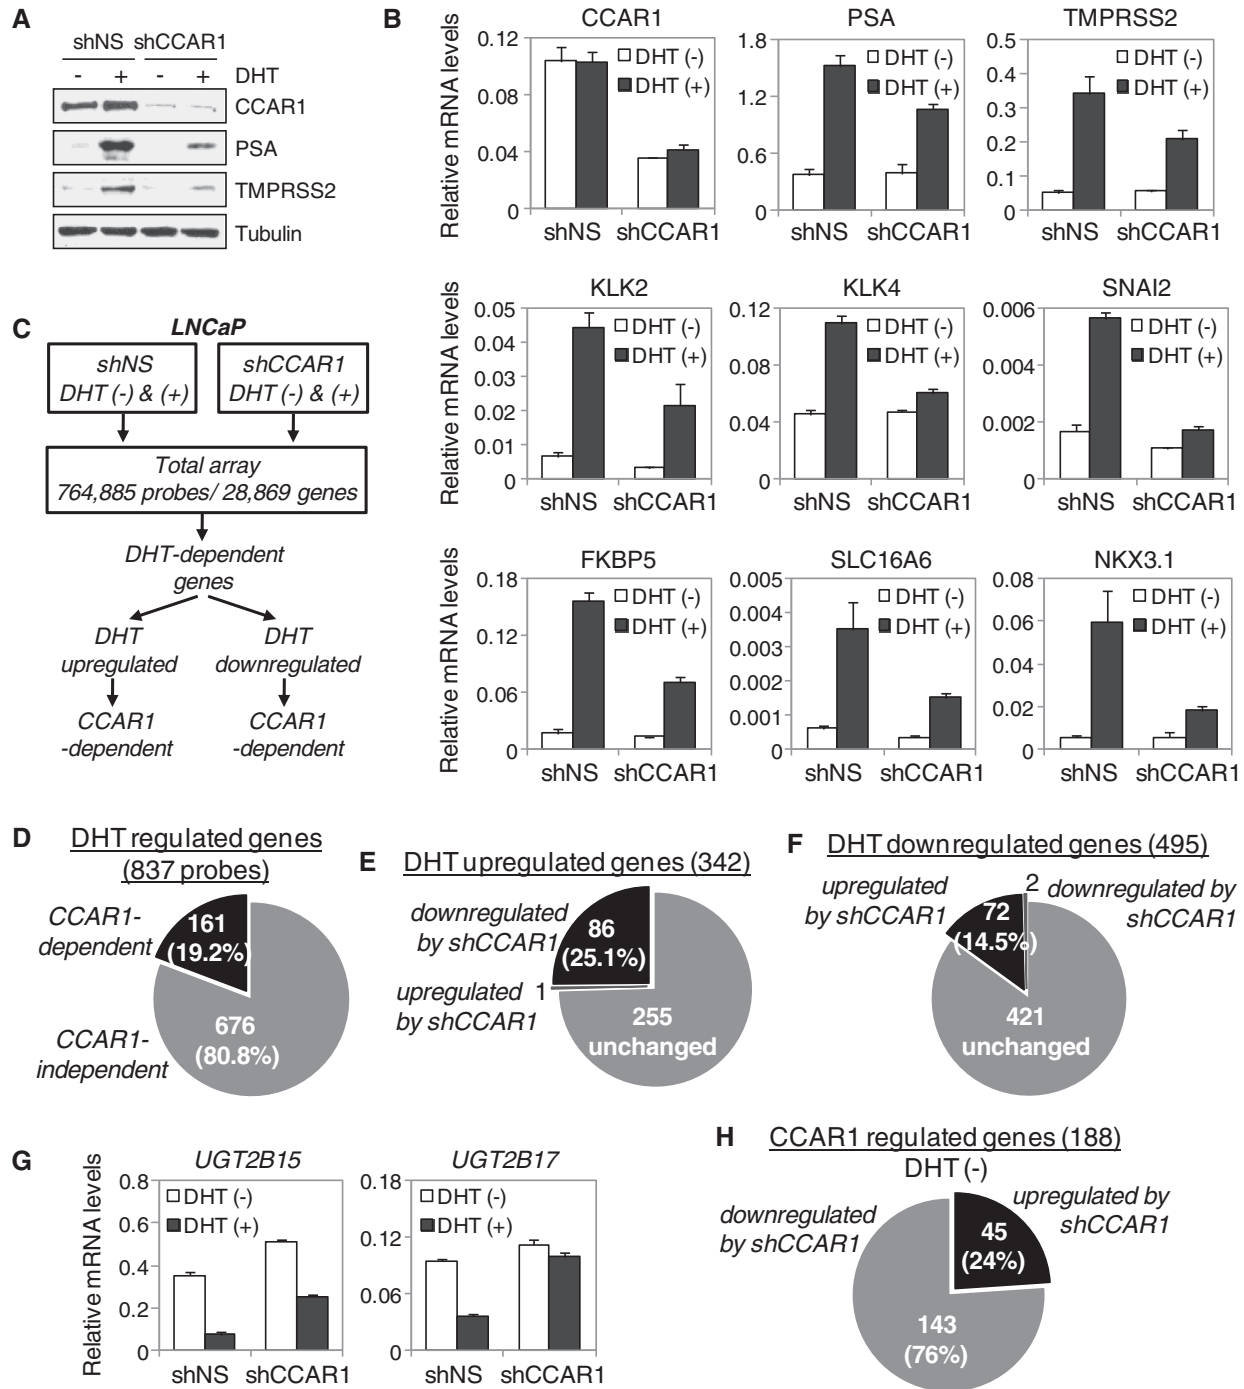 A
shNS shCCAR1
- + - + DHT
CCAR1
PSA
TMPRSS2
Tubulin
B
CCAR1
Relative mRNA levels
0.12
0.08
0.04
0
DHT (-)
DHT (+)
shNS shCCAR1
PSA
1.8
1.2
0.6
0
DHT (-)
DHT (+)
shNS shCCAR1
TMPRSS2
0.5
0.4
0.3
0.2
0.1
0
DHT (-)
DHT (+)
shNS shCCAR1
KLK2
Relative mRNA levels
0.05
0.04
0.03
0.02
0.01
0
DHT (-)
DHT (+)
shNS shCCAR1
KLK4
0.12
0.08
0.04
0
DHT (-)
DHT (+)
shNS shCCAR1
SNAI2
0.006
0.004
0.002
0
DHT (-)
DHT (+)
shNS shCCAR1
FKBP5
Relative mRNA levels
0.18
0.12
0.06
0
DHT (-)
DHT (+)
shNS shCCAR1
SLC16A6
0.005
0.004
0.003
0.002
0.001
0
DHT (-)
DHT (+)
shNS shCCAR1
NKX3.1
0.08
0.06
0.04
0.02
0
DHT (-)
DHT (+)
shNS shCCAR1
C
LNCaP
shNS
DHT (-) & (+)
shCCAR1
DHT (-) & (+)
Total array
764,885 probes/ 28,869 genes
DHT-dependent
genes
DHT
upregulated
DHT
downregulated
CCAR1
-dependent
CCAR1
-dependent
D
DHT regulated genes
(837 probes)
CCAR1-
dependent
161
(19.2%)
676
(80.8%)
CCAR1-
independent
E
DHT upregulated genes (342)
downregulated
by shCCAR1
86
(25.1%)
upregulated 1
by shCCAR1
255
unchanged
F
DHT downregulated genes (495)
upregulated
by shCCAR1
72
(14.5%)
2
downregulated by
shCCAR1
421
unchanged
G
UGT2B15
Relative mRNA levels
0.8
0.6
0.4
0.2
0
DHT (-)
DHT (+)
shNS shCCAR1
UGT2B17
0.18
0.12
0.06
0
DHT (-)
DHT (+)
shNS shCCAR1
H
CCAR1 regulated genes (188)
DHT (-)
downregulated
by shCCAR1
upregulated by
shCCAR1
45
(24%)
143
(76%)